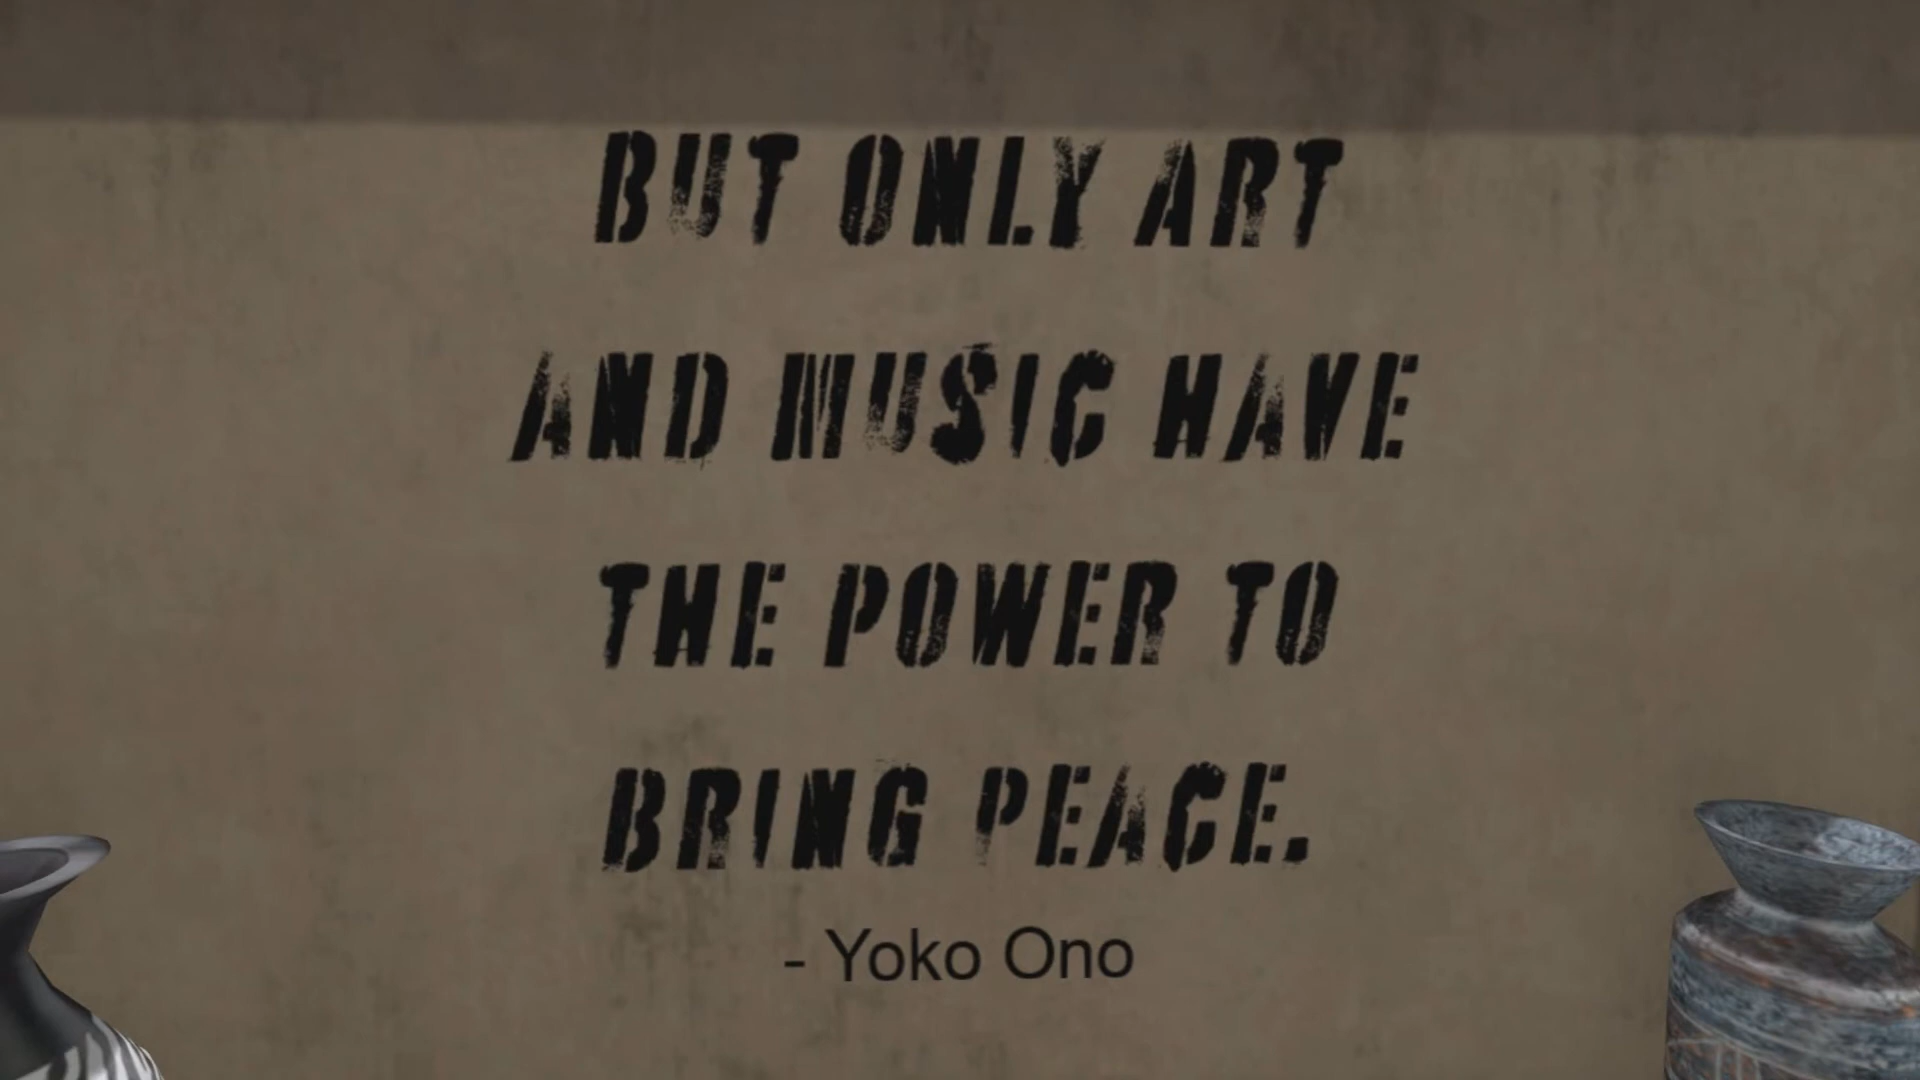 BUT ONLY ART
AND MUSIC HAVE
THE POWER TO
BRING PEACE.
- Yoko Ono